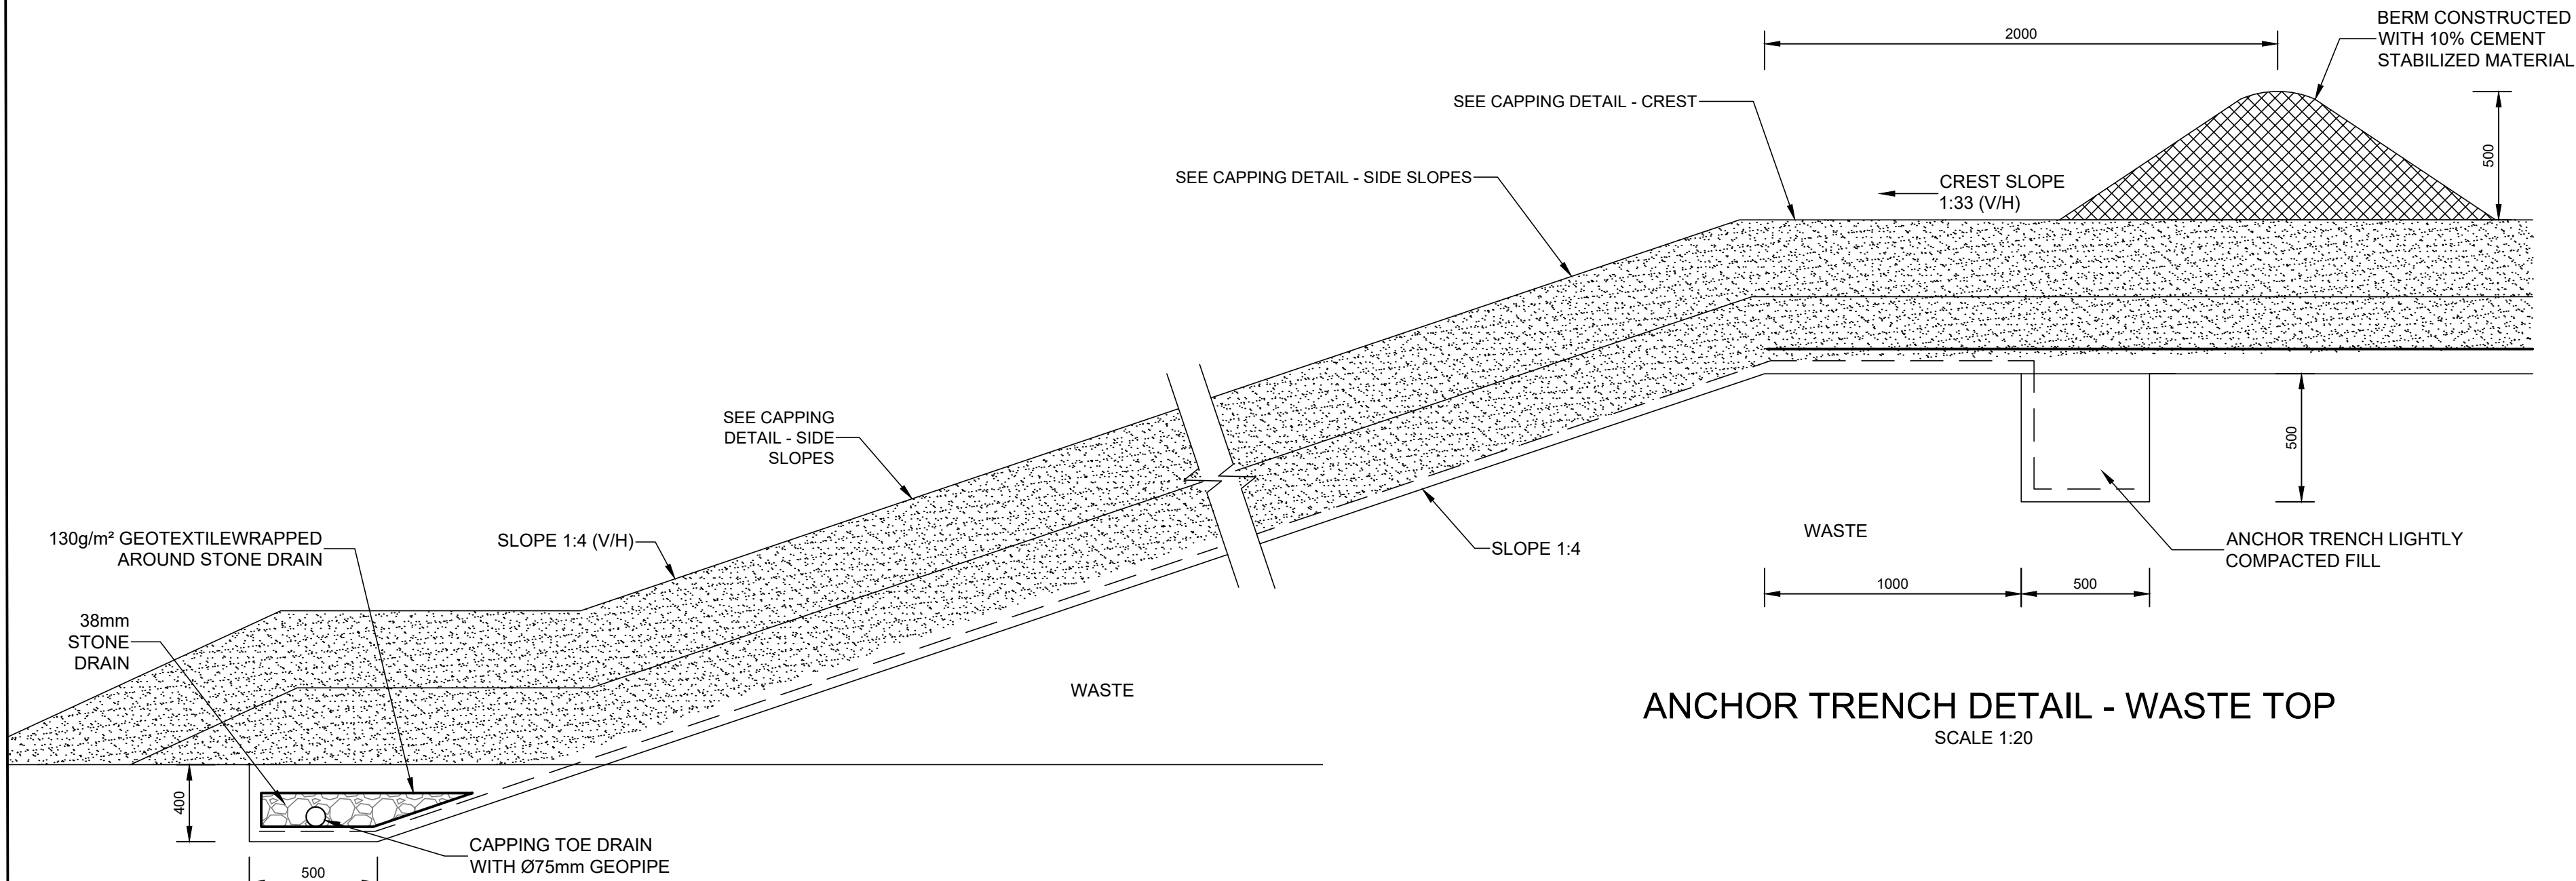 BERM CONSTRUCTED
WITH 10% CEMENT
STABILIZED MATERIAL
2000
SEE CAPPING DETAIL - CREST
500
SEE CAPPING DETAIL - SIDE SLOPES
CREST SLOPE
1:33 (V/H)
SEE CAPPING
DETAIL - SIDE
SLOPES
500
130g/m² GEOTEXTILEWRAPPED
AROUND STONE DRAIN
SLOPE 1:4 (V/H)
SLOPE 1:4
WASTE
ANCHOR TRENCH LIGHTLY
COMPACTED FILL
1000
500
38mm
STONE
DRAIN
WASTE
ANCHOR TRENCH DETAIL - WASTE TOP
SCALE 1:20
400
CAPPING TOE DRAIN
WITH Ø75mm GEOPIPE
500